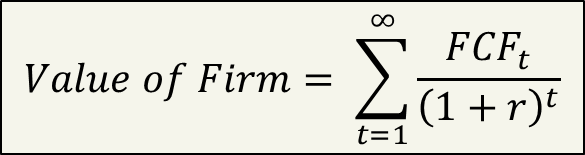 Value of Firm = ∑_{t=1}^{∞} FCF_t / (1 + r)^t